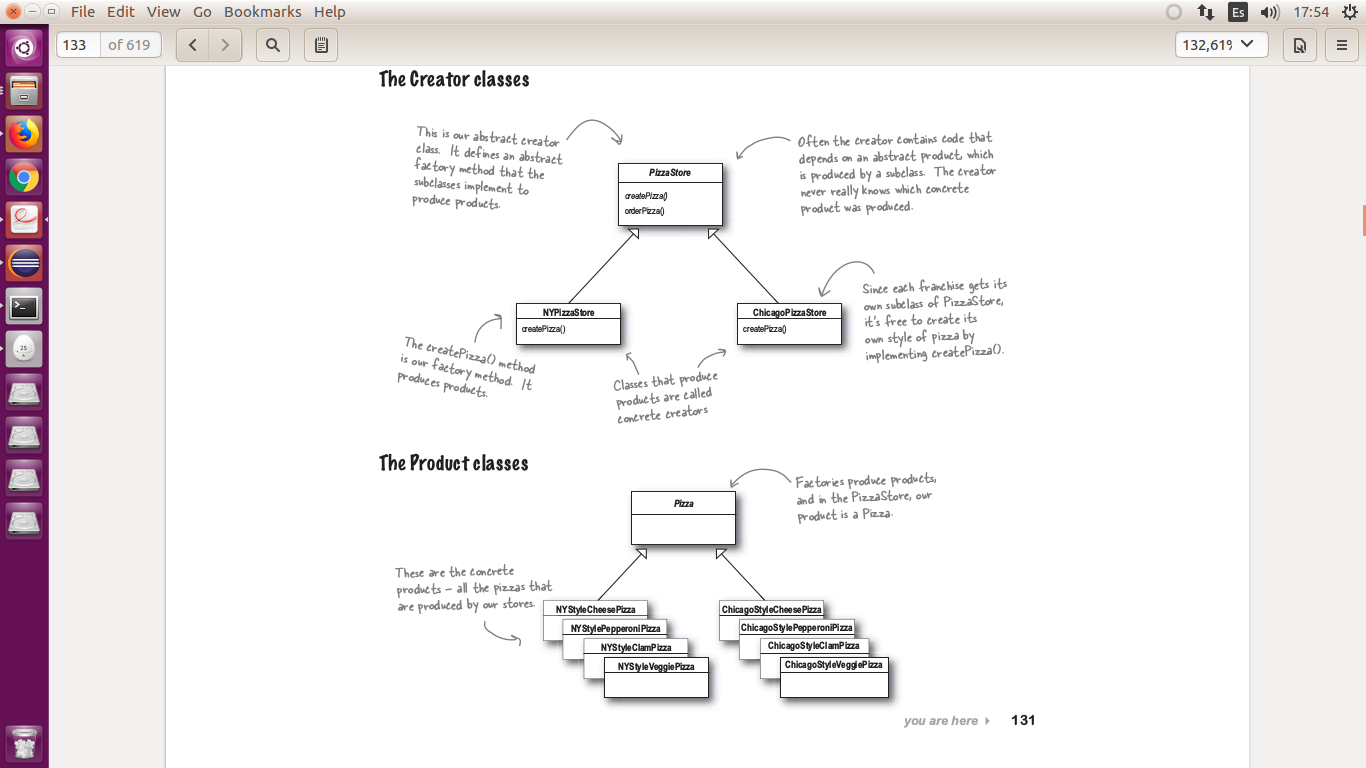 File Edit View Go Bookmarks Help
Es
17:54
133 of 619
132,61%
The Creator classes
This is our abstract creator
class. It defines an abstract
factory method that the
subclasses implement to
produce products.
Often the creator contains code that
depends on an abstract product, which
is produced by a subclass. The creator
never really knows which concrete
product was produced.
PizzaStore
createPizza()
orderPizza()
NYPizzaStore
createPizza()
ChicagoPizzaStore
createPizza()
Since each franchise gets its
own subclass of PizzaStore,
it's free to create its
own style of pizza by
implementing createPizza().
The createPizza() method
is our factory method. It
produces products.
Classes that produce
products are called
concrete creators
The Product classes
Pizza
Factories produce products,
and in the PizzaStore, our
product is a Pizza.
These are the concrete
products - all the pizzas that
are produced by our stores.
NYStyleCheesePizza
NYStylePepperoniPizza
NYStyleClamPizza
NYStyleVeggiePizza
ChicagoStyleCheesePizza
ChicagoStylePepperoniPizza
ChicagoStyleClamPizza
ChicagoStyleVeggiePizza
you are here
131
25